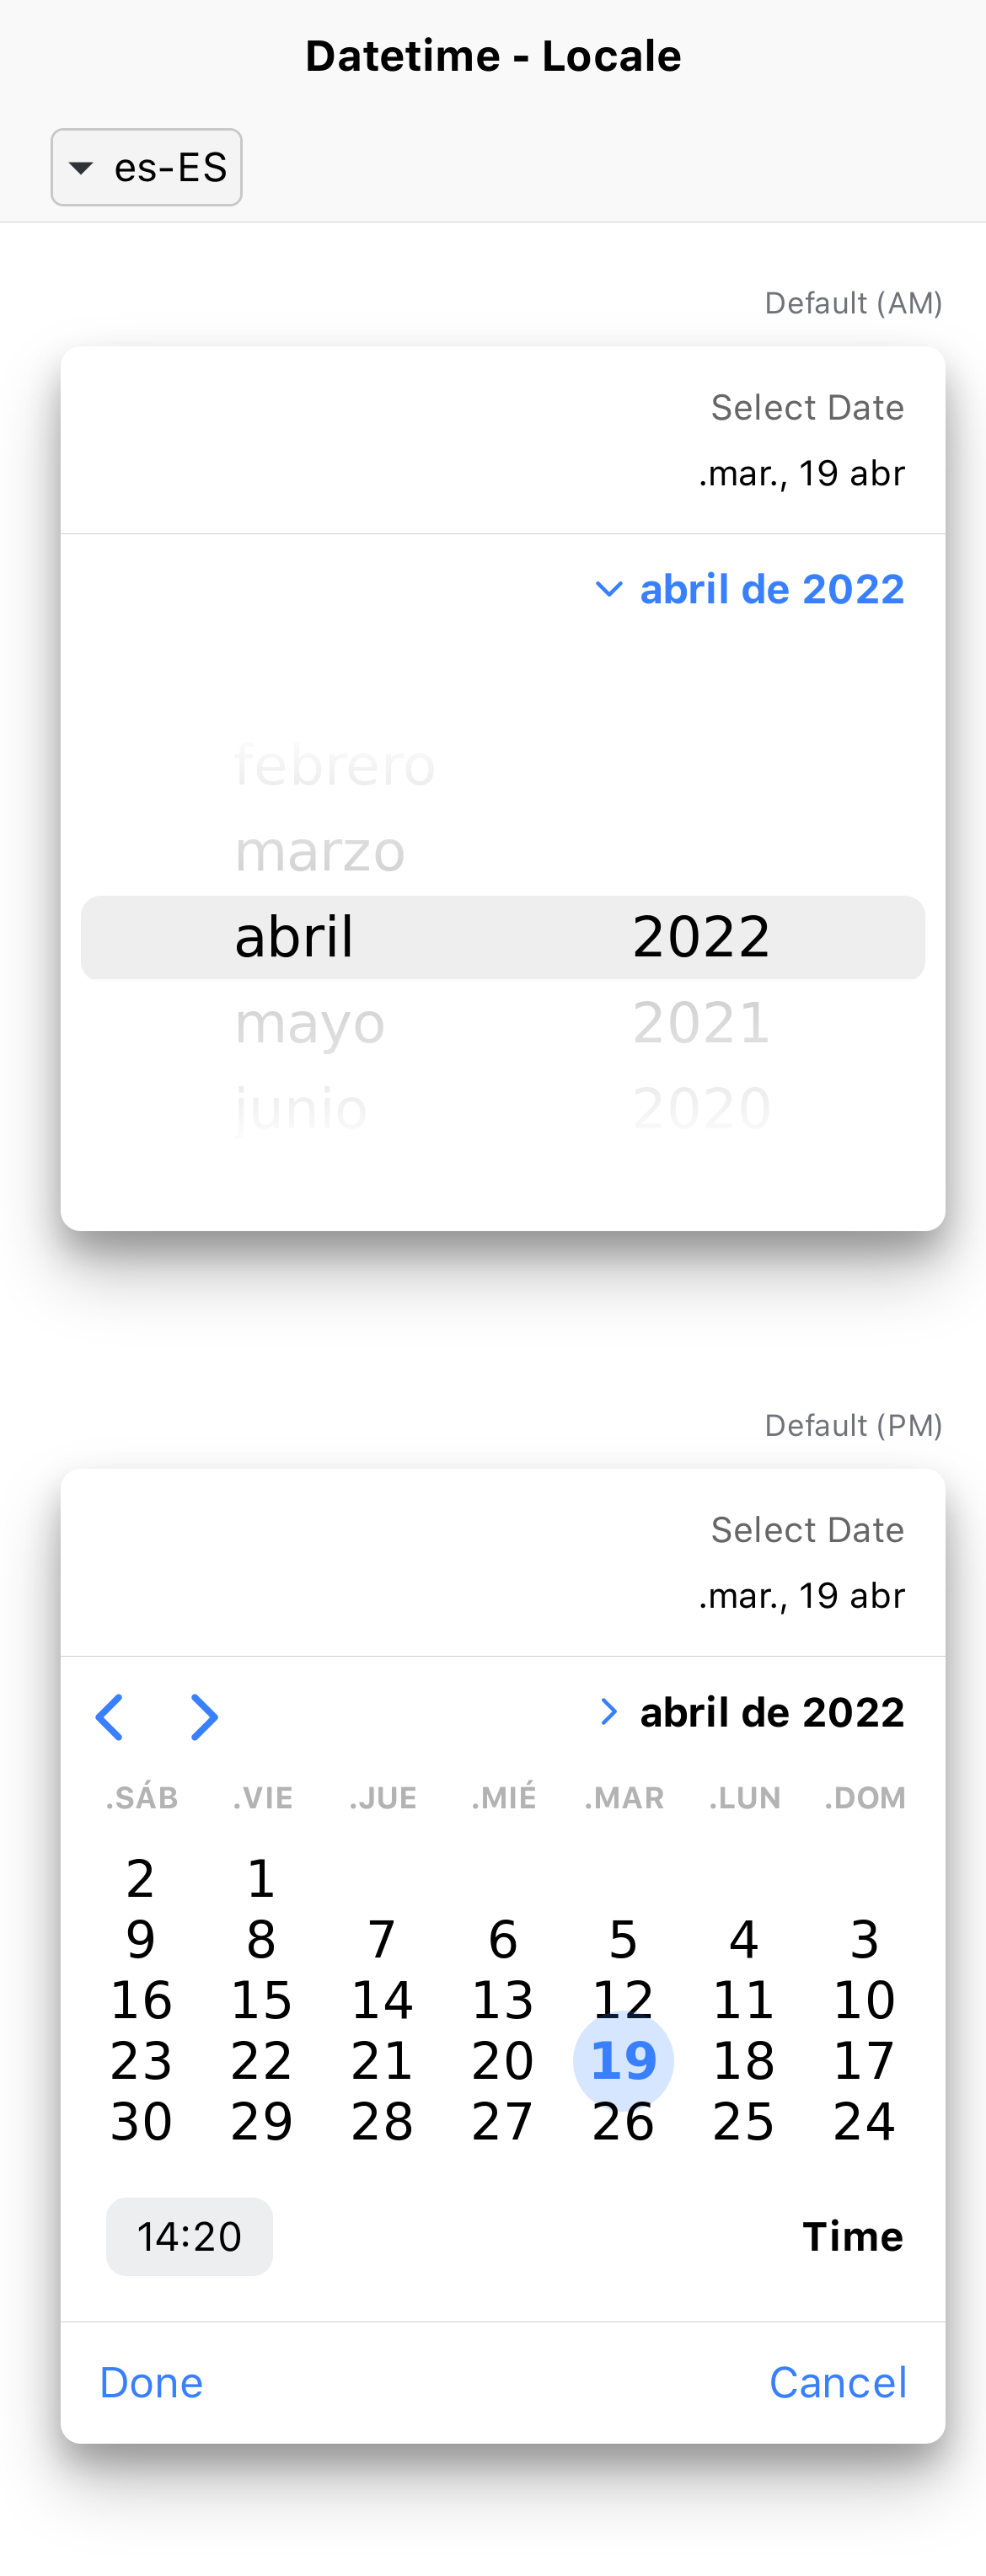 Datetime - Locale
es-ES
Default (AM)
Select Date
.mar., 19 abr
abril de 2022
febrero
marzo
abril 2022
mayo 2021
junio 2020
Default (PM)
Select Date
.mar., 19 abr
abril de 2022
.SÁB .VIE .JUE .MIÉ .MAR .LUN .DOM
2 1
9 8 7 6 5 4 3
16 15 14 13 12 11 10
23 22 21 20 19 18 17
30 29 28 27 26 25 24
14:20 Time
Done Cancel